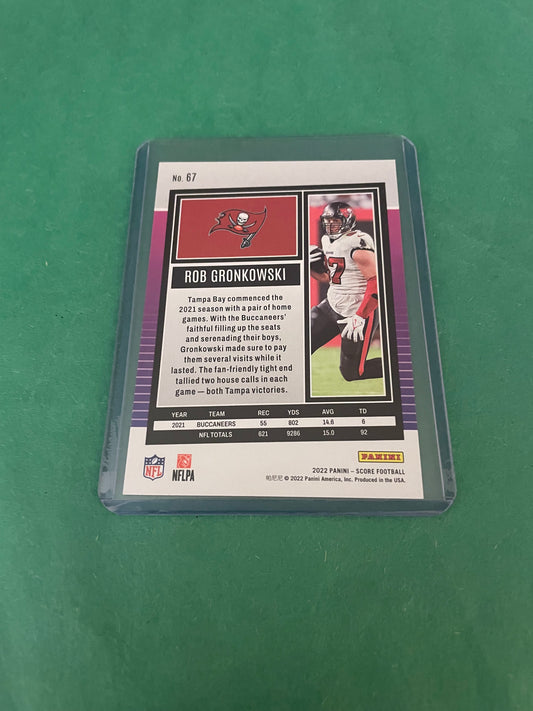 No. 67
ROB GRONKOWSKI
Tampa Bay commenced the
2021 season with a pair of home
games. With the Buccaneers'
faithful filling up the seats
and serenading their boys,
Gronkowski made sure to pay
them several visits while it
lasted. The fan-friendly tight end
tallied two house calls in each
game — both Tampa victories.
YEAR TEAM REC YDS AVG TD
2021 BUCCANEERS 55 802 14.6 6
NFL TOTALS 621 9286 15.0 92
NFL
NFLPA
PANINI
2022 PANINI – SCORE FOOTBALL
帕尼尼 © 2022 Panini America, Inc. Produced in the USA.